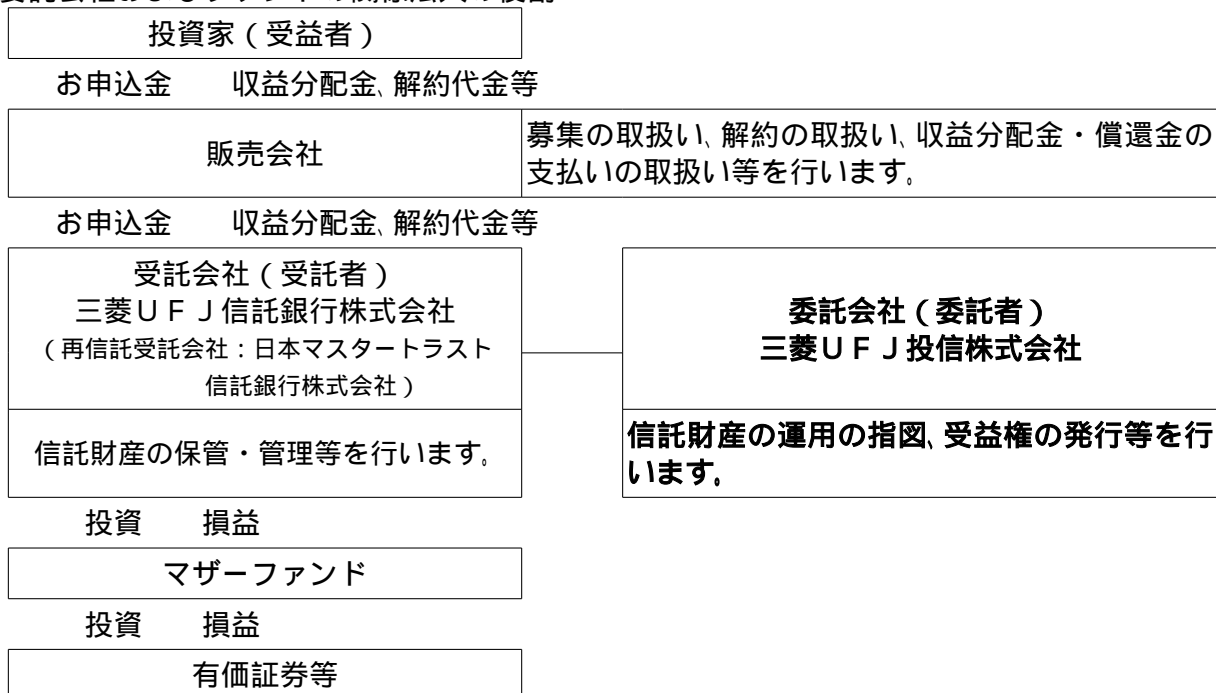 投資家(受益者)
お申込金 収益分配金、解約代金等
販売会社
募集の取扱い、解約の取扱い、収益分配金・償還金の
支払いの取扱い等を行います。
お申込金 収益分配金、解約代金等
受託会社(受託者)
三菱UFJ信託銀行株式会社
(再信託受託会社:日本マスタートラスト
信託銀行株式会社)
委託会社(委託者)
三菱UFJ投信株式会社
信託財産の保管・管理等を行います。
信託財産の運用の指図、受益権の発行等を行
います。
投資 損益
マザーファンド
投資 損益
有価証券等